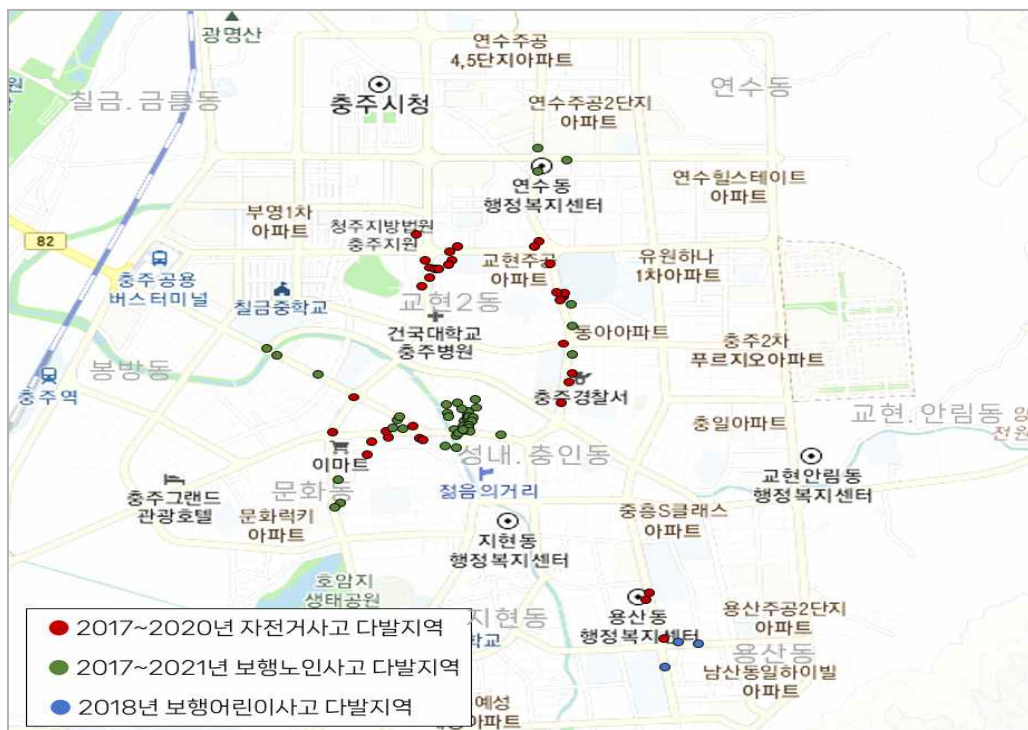 광명산
연수주공
4,5단지아파트
칠금.금릉동
충주시청
연수동
연수주공2단지
아파트
연수동
행정복지센터
연수힐스테이트
아파트
부영1차
아파트
청주지방법원
충주지원
82
충주공용
버스터미널
교현주공
아파트
유원하나
1차아파트
칠금중학교
교현2동
건국대학교
충주병원
동아아파트
충주2차
푸르지오아파트
봉방동
충주역
충주경찰서
충일아파트
교현.안림동
전원
이마트
성내.충인동
젊음의거리
교현안림동
행정복지센터
문화동
충주그랜드
관광호텔
문화럭키
아파트
지현동
행정복지센터
중흥S클래스
아파트
호암지
생태공원
지현동
용산동
행정복지센터
용산주공2단지
아파트
용산동
남산동일하이빌
아파트
예성
2017~2020년 자전거사고 다발지역
2017~2021년 보행노인사고 다발지역
2018년 보행어린이사고 다발지역